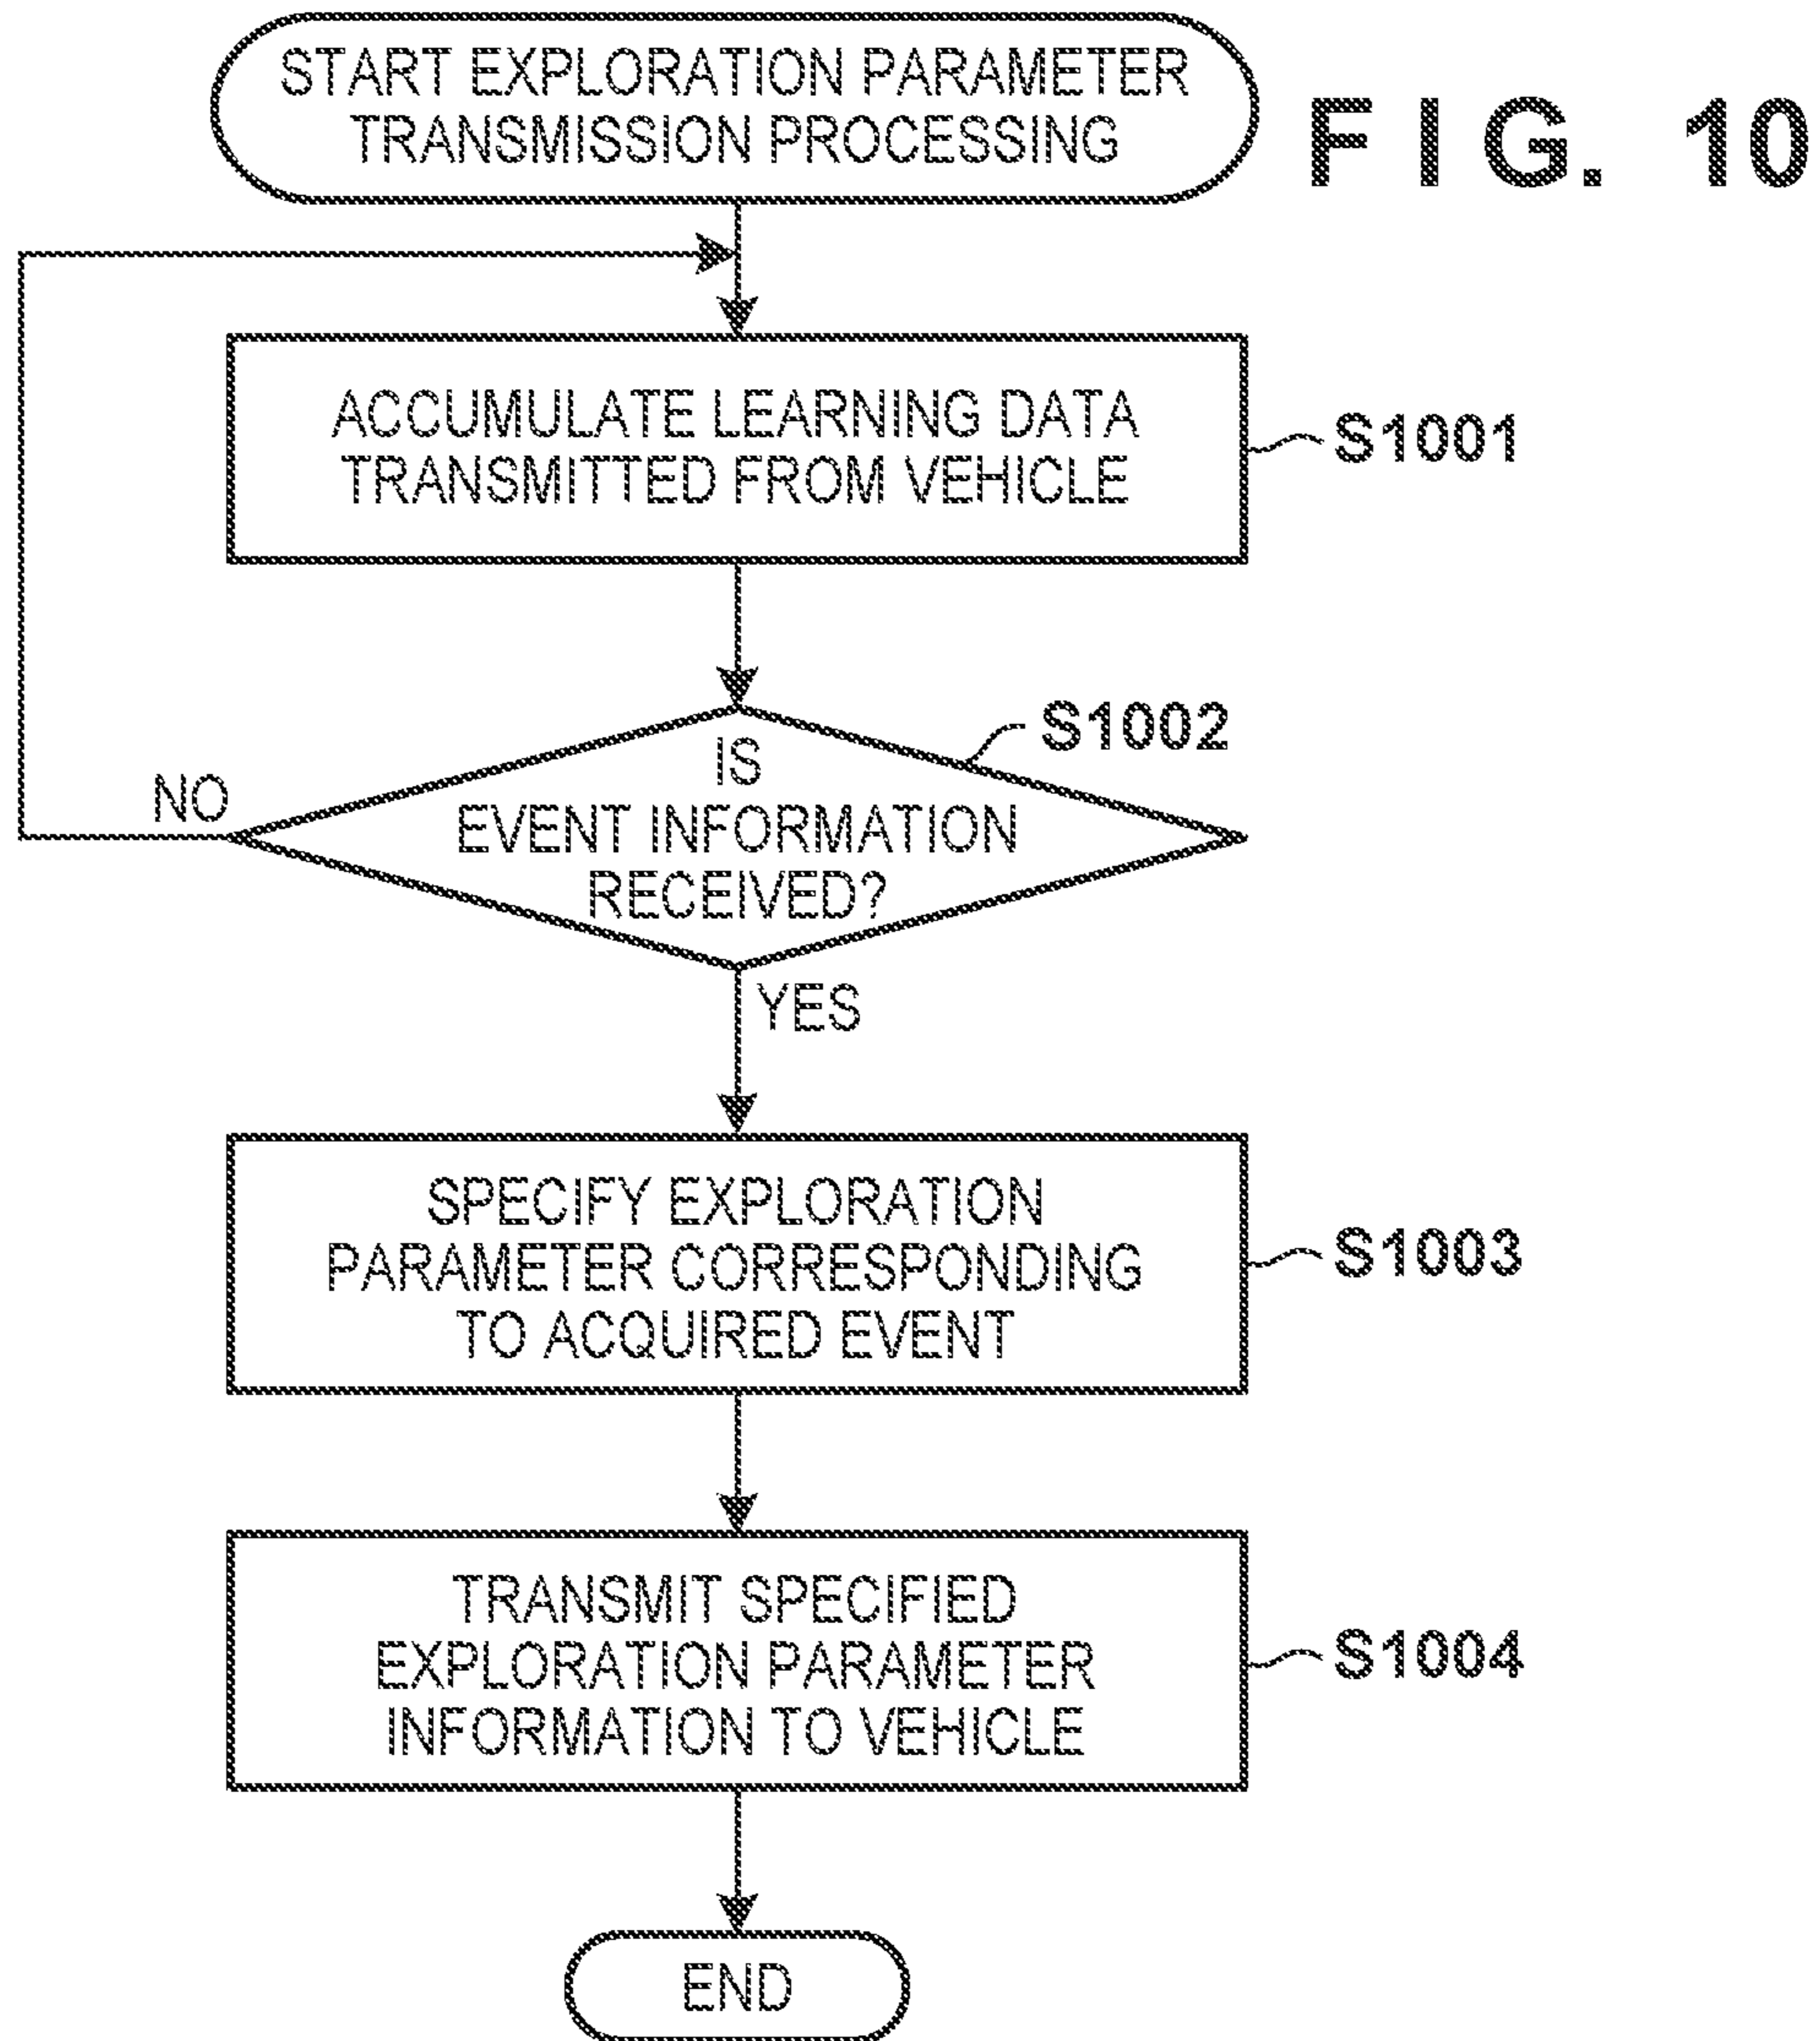 START EXPLORATION PARAMETER
TRANSMISSION PROCESSING
FIG. 10
ACCUMULATE LEARNING DATA
TRANSMITTED FROM VEHICLE
S1001
S1002
IS
EVENT INFORMATION
RECEIVED?
NO
YES
SPECIFY EXPLORATION
PARAMETER CORRESPONDING
TO ACQUIRED EVENT
S1003
TRANSMIT SPECIFIED
EXPLORATION PARAMETER
INFORMATION TO VEHICLE
S1004
END